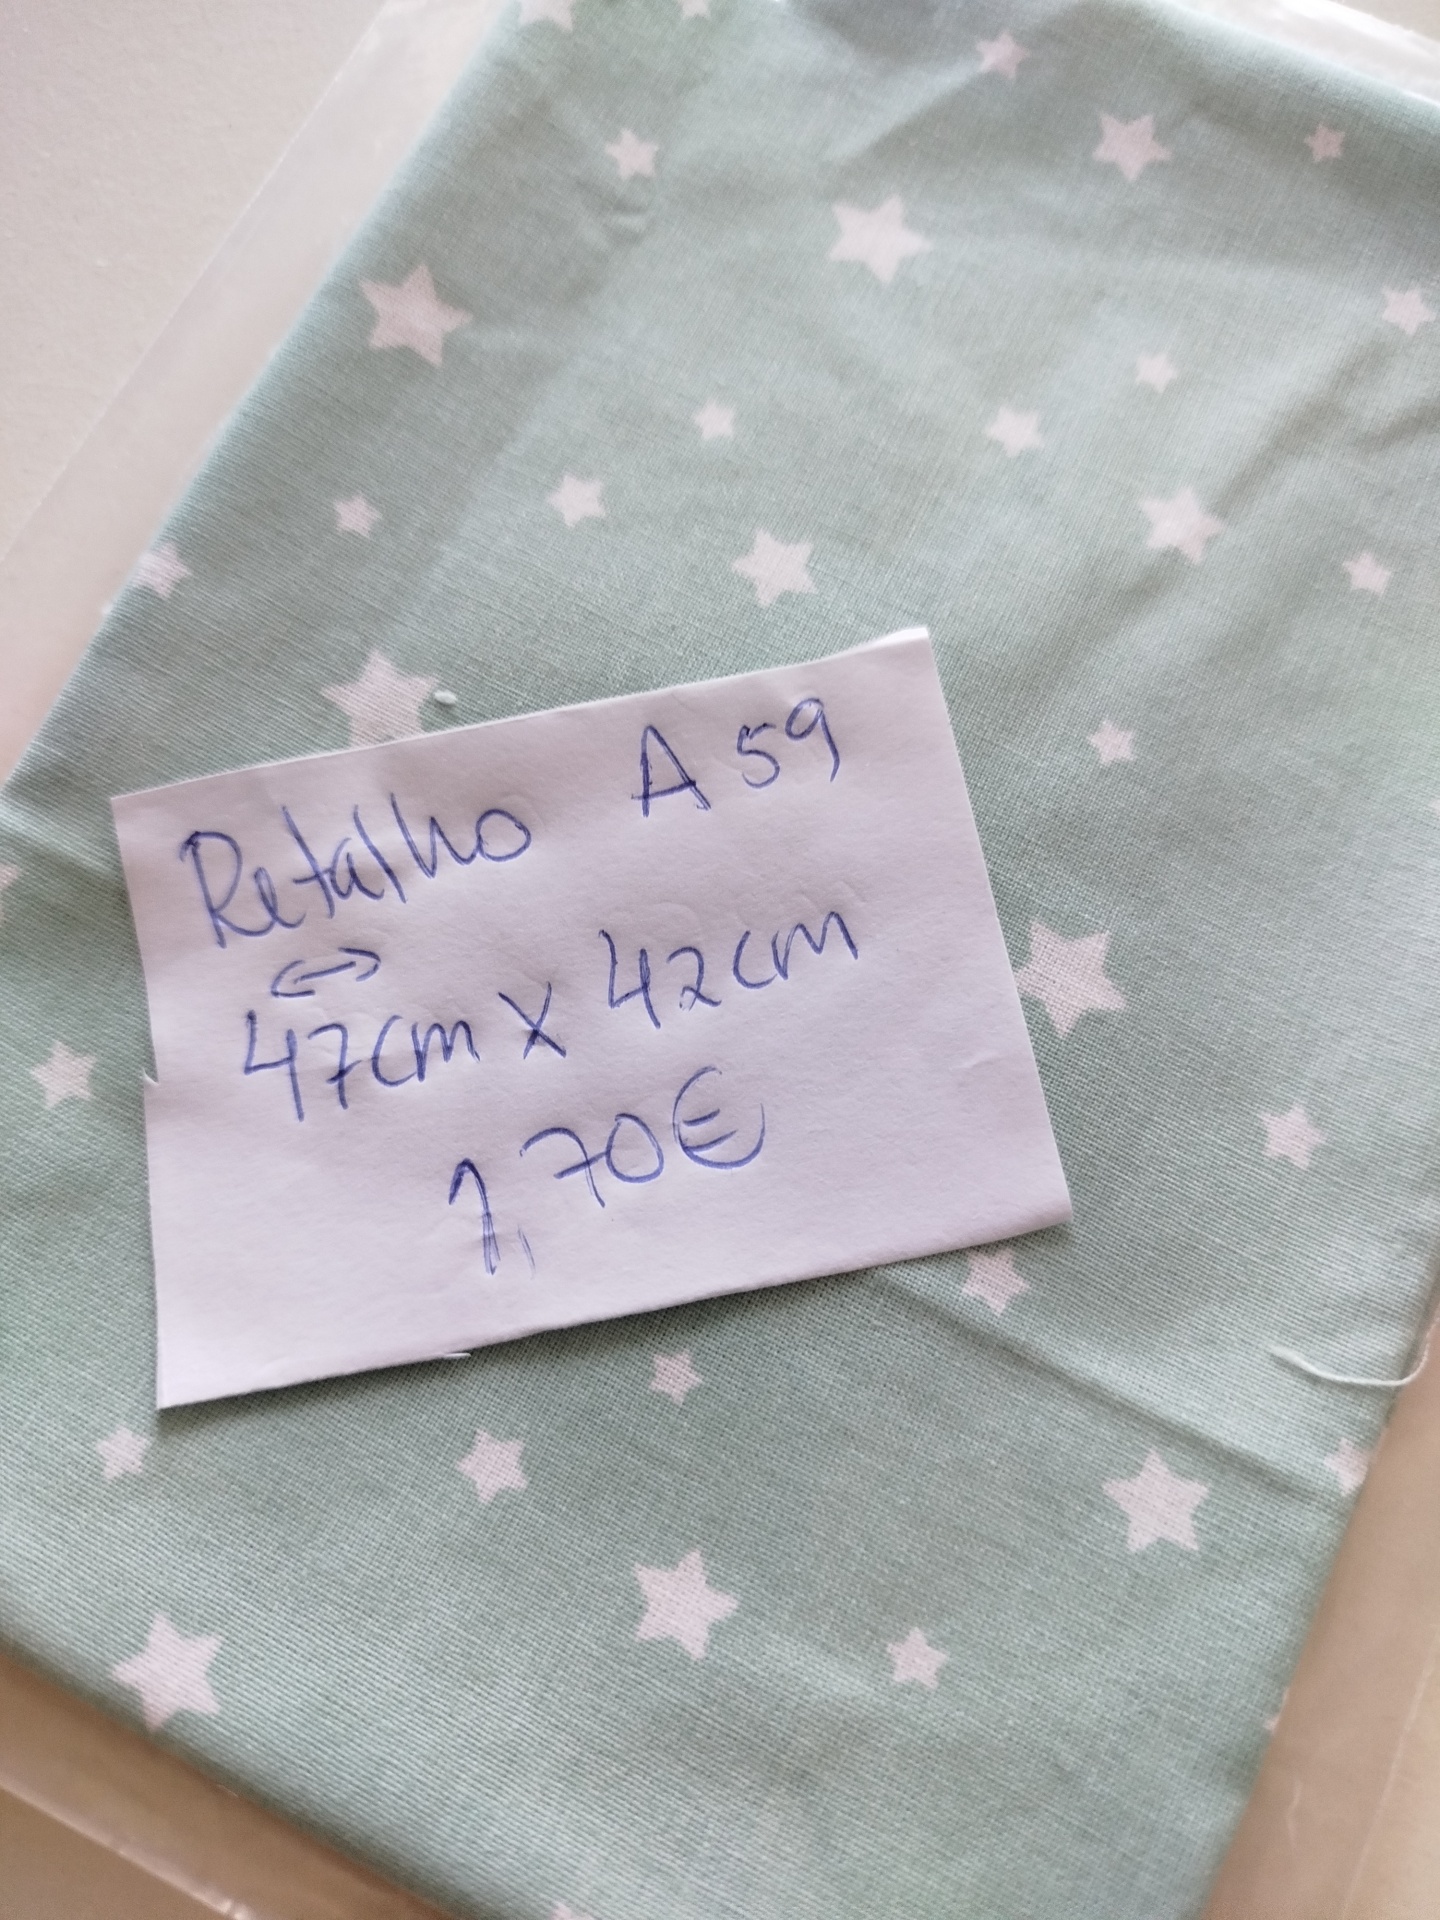 Retalho A59
↔
47cm x 42cm
1,70€